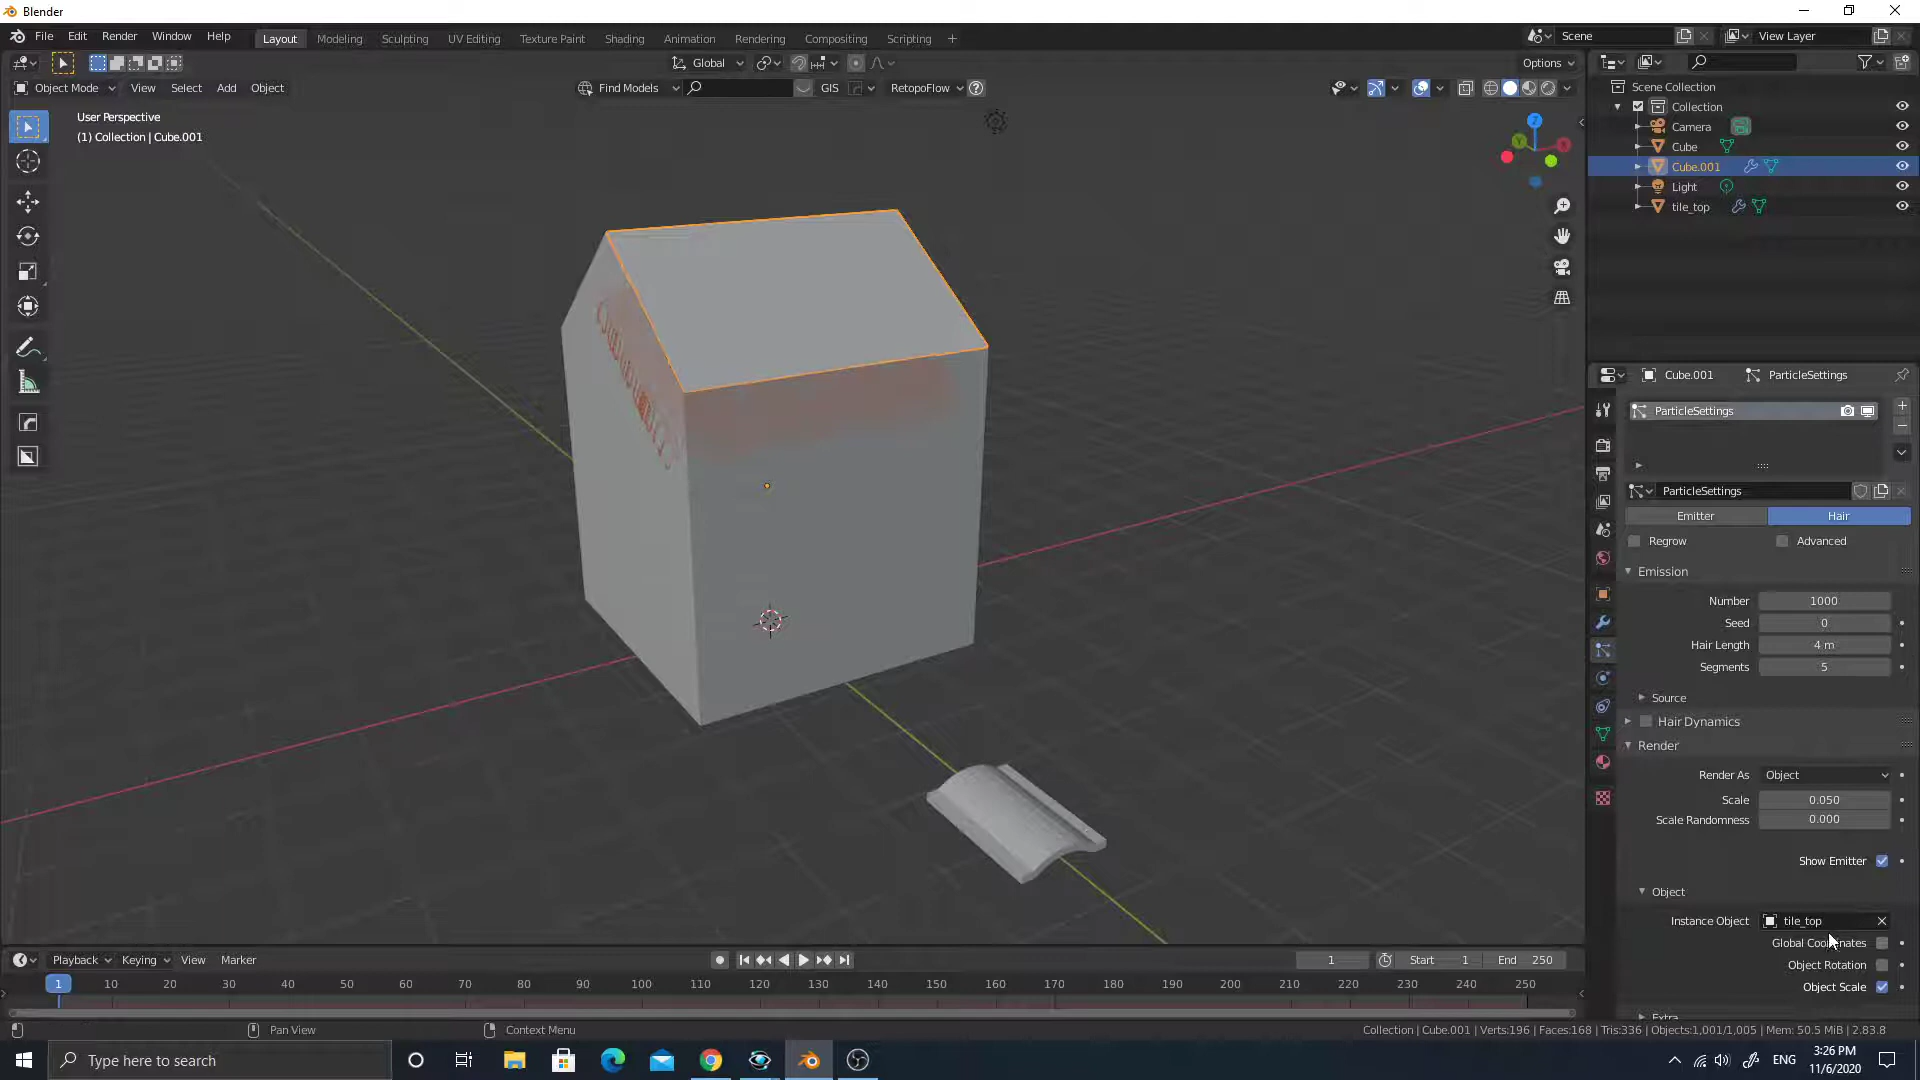 Blender
File Edit Render Window Help
Layout Modeling Sculpting UV Editing Texture Paint Shading Animation Rendering Compositing Scripting +
Scene
View Layer
Global
Options
Object Mode View Select Add Object
Find Models
GIS
RetopoFlow
User Perspective
(1) Collection | Cube.001
Z
Y
X
Scene Collection
Collection
Camera
Cube
Cube.001
Light
tile_top
Cube.001 ParticleSettings
ParticleSettings
ParticleSettings
Emitter Hair
Regrow Advanced
Emission
Number 1000
Seed 0
Hair Length 4 m
Segments 5
Source
Hair Dynamics
Render
Render As Object
Scale 0.050
Scale Randomness 0.000
Show Emitter
Object
Instance Object tile_top
Global Coordinates
Object Rotation
Object Scale
Extra
Playback Keying View Marker
1 Start 1 End 250
1 10 20 30 40 50 60 70 80 90 100 110 120 130 140 150 160 170 180 190 200 210 220 230 240 250
Pan View Context Menu
Collection | Cube.001 | Verts:196 | Faces:168 | Tris:336 | Objects:1,001/1,005 | Mem: 50.5 MiB | 2.83.8
Type here to search
ENG
3:26 PM
11/6/2020